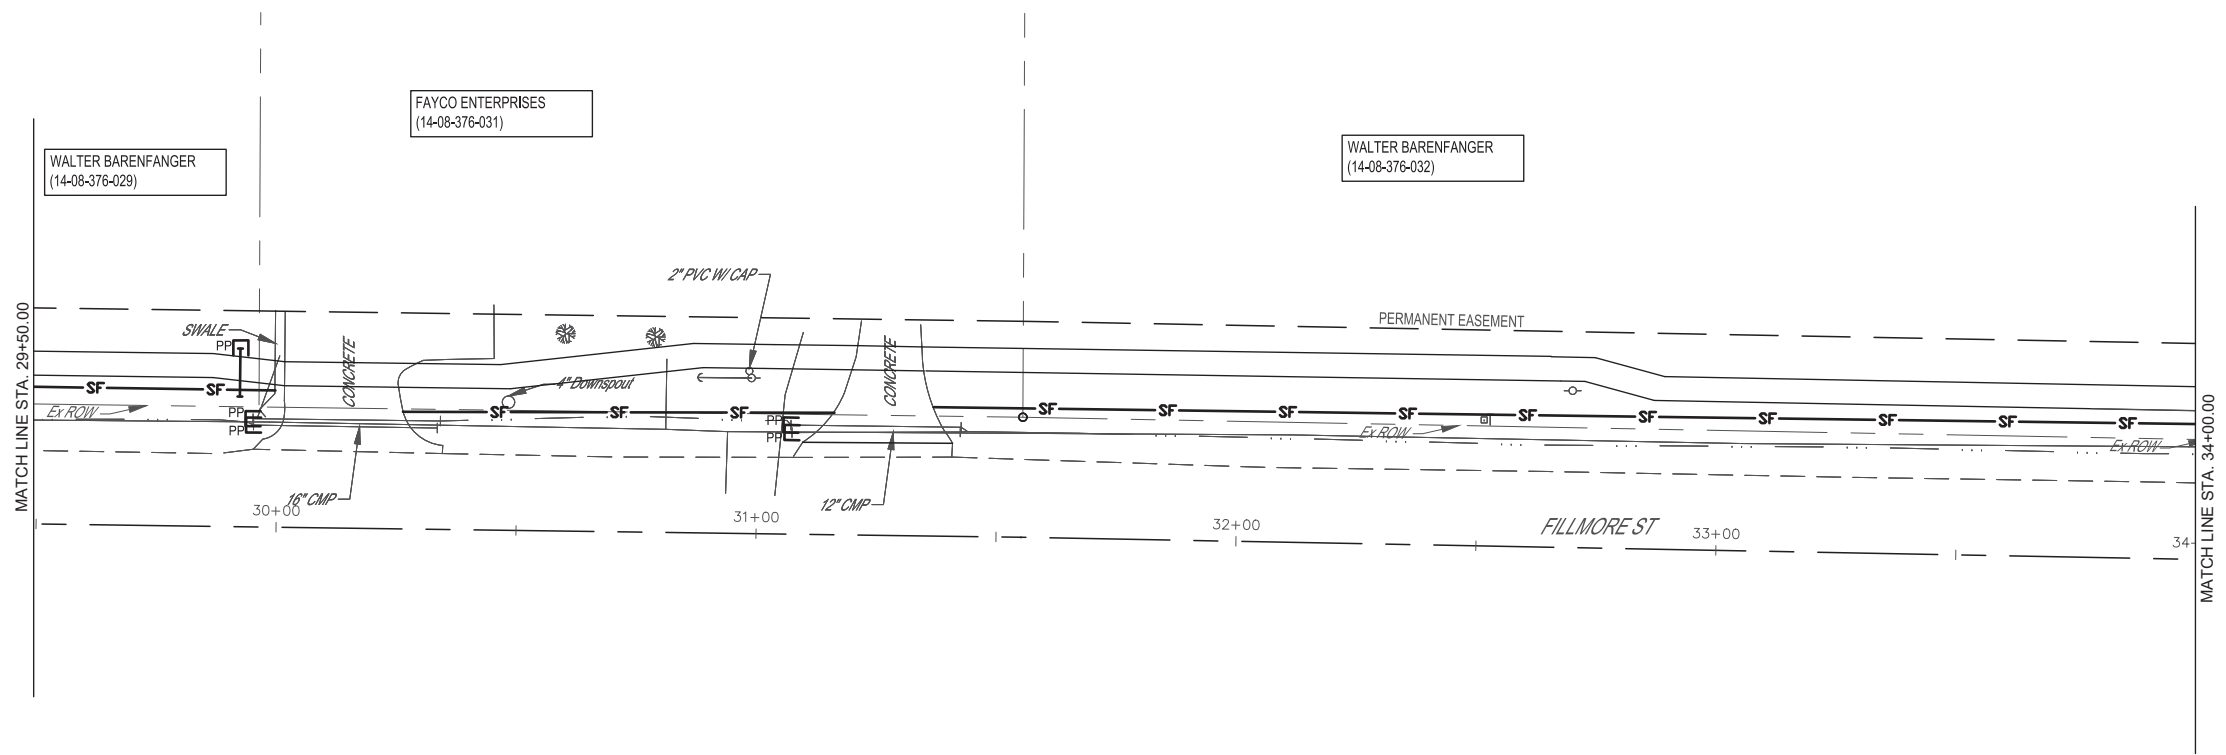 FAYCO ENTERPRISES
(14-08-376-031)
WALTER BARENFANGER
(14-08-376-029)
WALTER BARENFANGER
(14-08-376-032)
2" PVC W/ CAP
PERMANENT EASEMENT
SWALE
PP
CONCRETE
CONCRETE
4" Downspout
MATCH LINE STA. 29+50.00
SF SF SF SF SF SF SF SF SF SF SF SF SF SF SF
Ex ROW
PP
PP
PP
PP
Ex ROW
Ex ROW
16" CMP
12" CMP
30+00
31+00
32+00
FILLMORE ST
33+00
34
MATCH LINE STA. 34+00.00